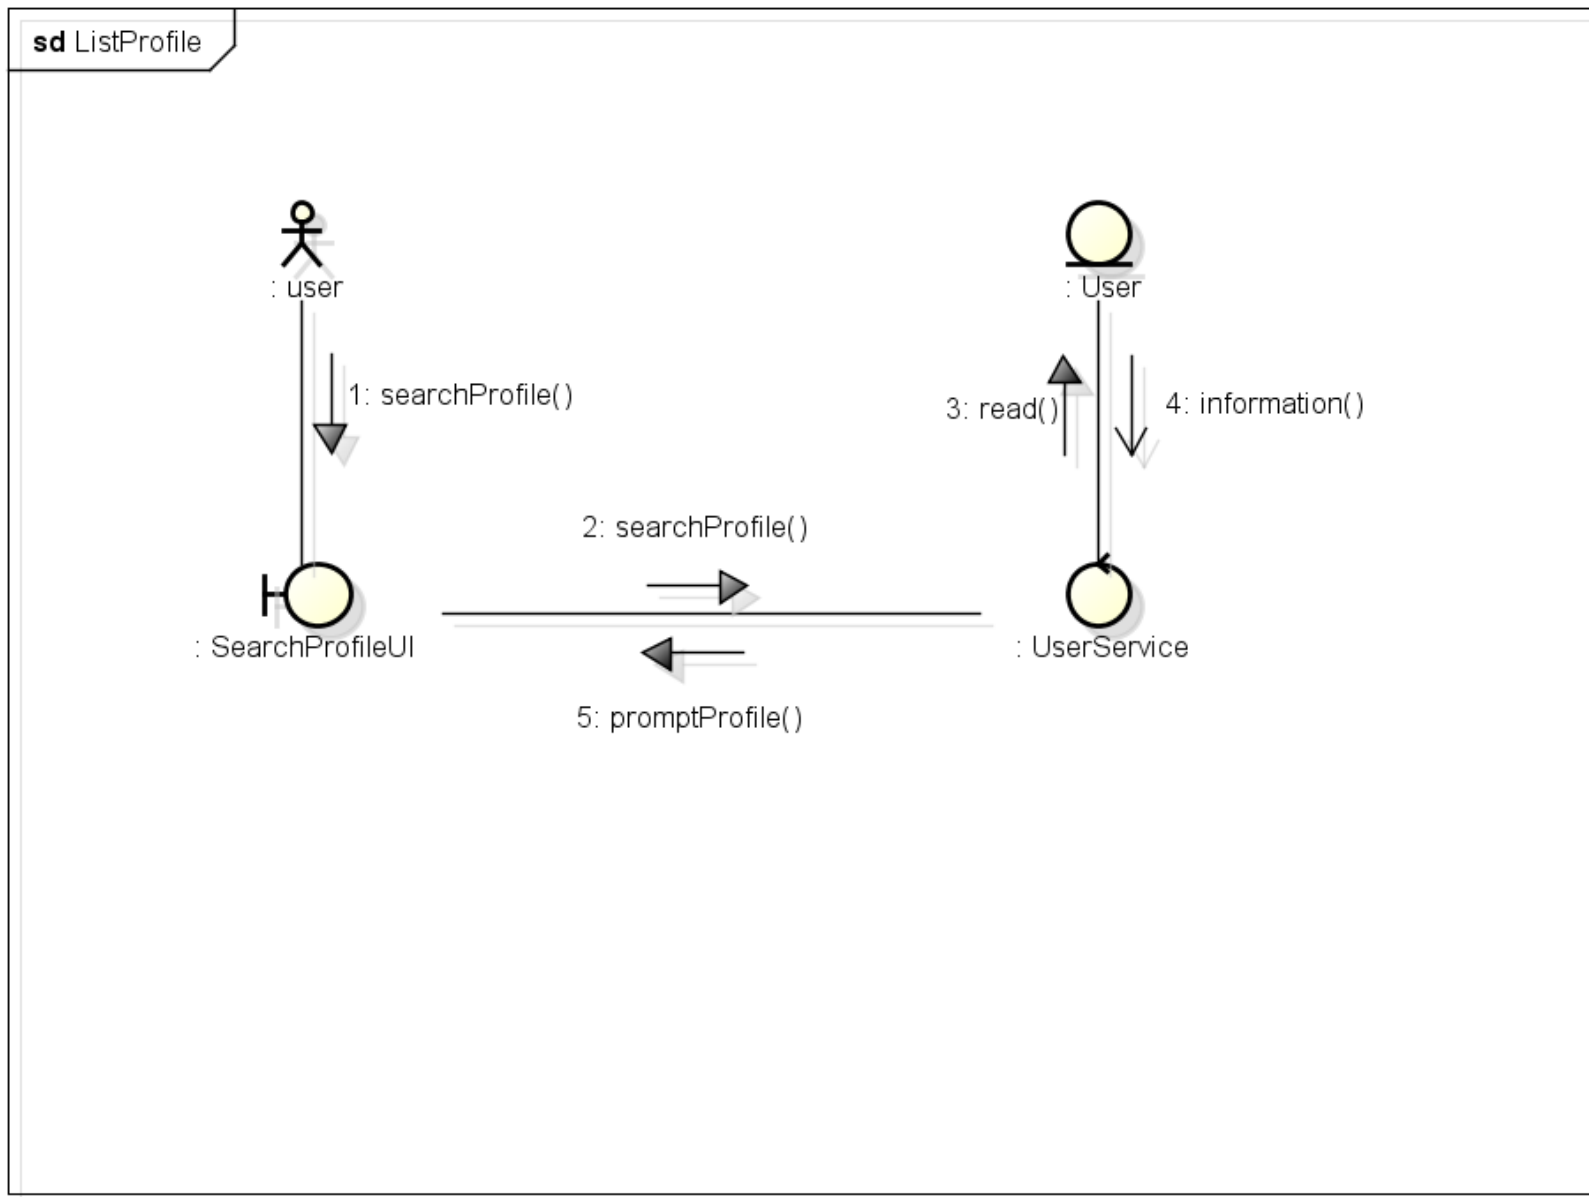 sd ListProfile
: user
: User
1: searchProfile()
3: read()
4: information()
2: searchProfile()
: SearchProfileUI
: UserService
5: promptProfile()